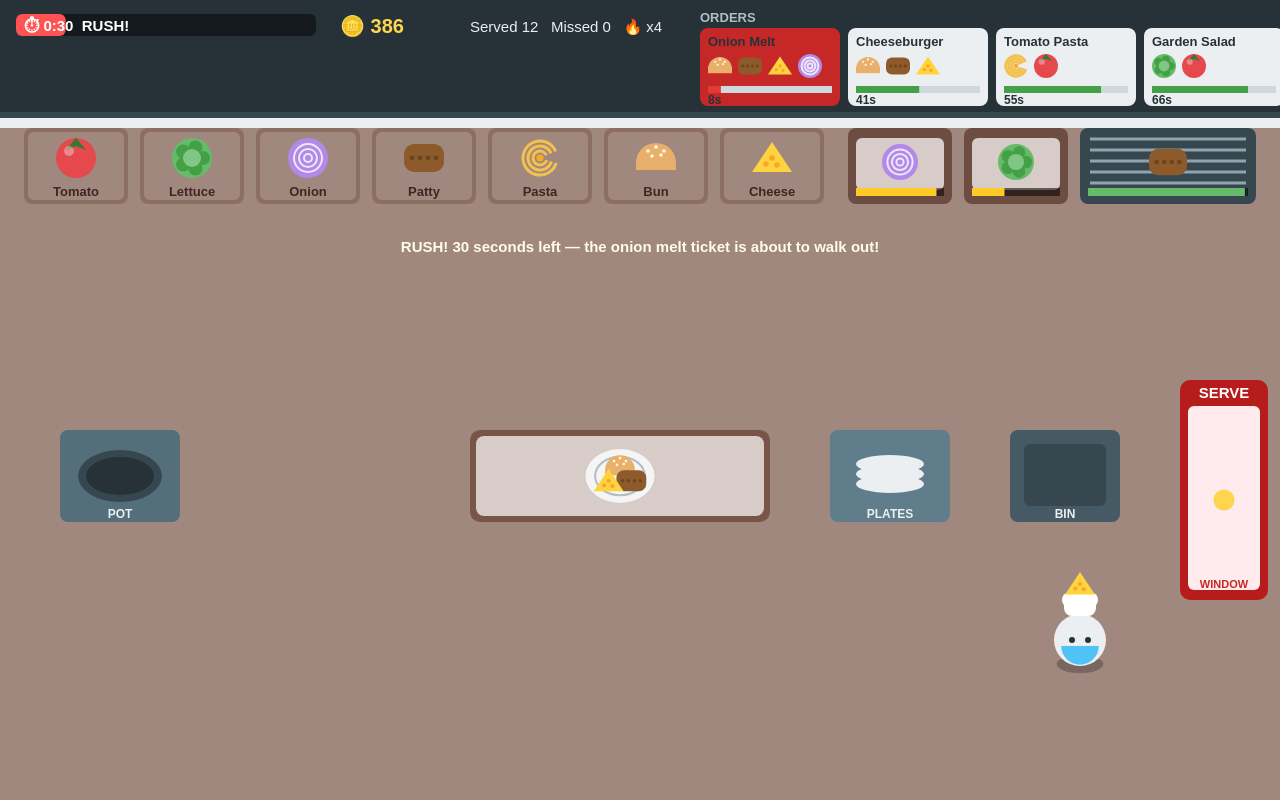 0:30 RUSH!
386
Served 12 Missed 0 x4
ORDERS
Onion Melt
8s
Cheeseburger
41s
Tomato Pasta
55s
Garden Salad
66s
Tomato
Lettuce
Onion
Patty
Pasta
Bun
Cheese
RUSH! 30 seconds left — the onion melt ticket is about to walk out!
SERVE
POT
PLATES
BIN
WINDOW